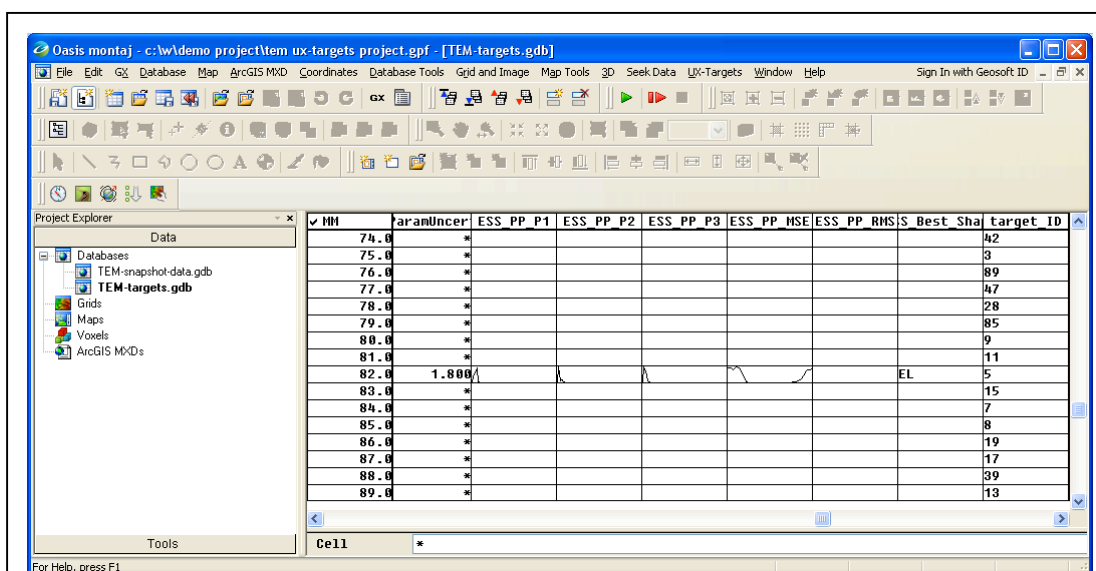 Oasis montaj - c:\w\demo project\tem ux-targets project.gpf - [TEM-targets.gdb]
File Edit GX Database Map ArcGIS MXD Coordinates Database Tools Grid and Image Map Tools 3D Seek Data UX-Targets Window Help Sign In with Geosoft ID
GX
A
Project Explorer
Data
Databases
TEM-snapshot-data.gdb
TEM-targets.gdb
Grids
Maps
Voxels
ArcGIS MXDs
Tools
MM aramUncer ESS_PP_P1 ESS_PP_P2 ESS_PP_P3 ESS_PP_MSE ESS_PP_RMS S_Best_Sha target_ID
74.0 * 42
75.0 * 3
76.0 * 89
77.0 * 47
78.0 * 28
79.0 * 85
80.0 * 9
81.0 * 11
82.0 1.800 EL 5
83.0 * 15
84.0 * 7
85.0 * 8
86.0 * 19
87.0 * 17
88.0 * 39
89.0 * 13
Cell *
For Help, press F1